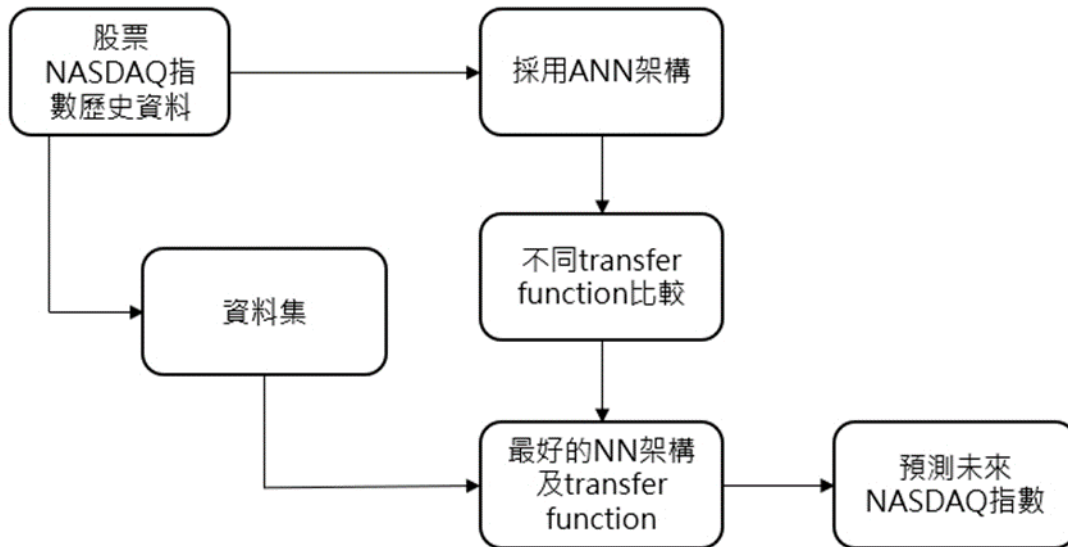 股票
NASDAQ指
數歷史資料
採用ANN架構
不同transfer
function比較
資料集
最好的NN架構
及transfer
function
預測未來
NASDAQ指數